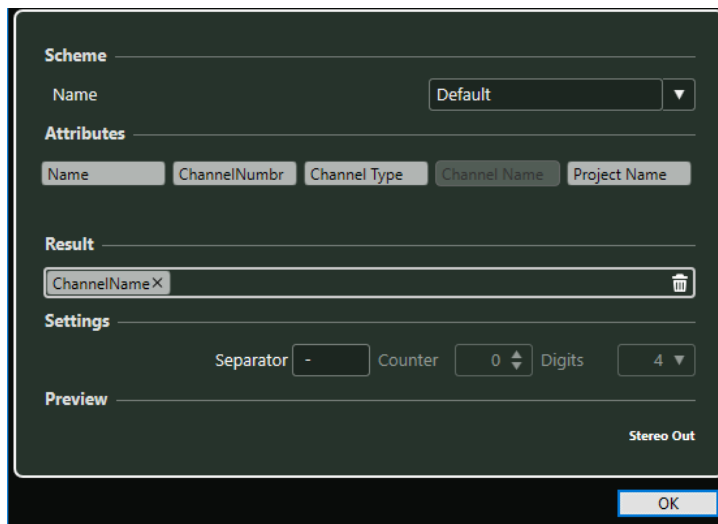 Scheme
Name Default
Attributes
Name ChannelNumbr Channel Type Channel Name Project Name
Result
ChannelName×
Settings
Separator - Counter 0 Digits 4
Preview
Stereo Out
OK